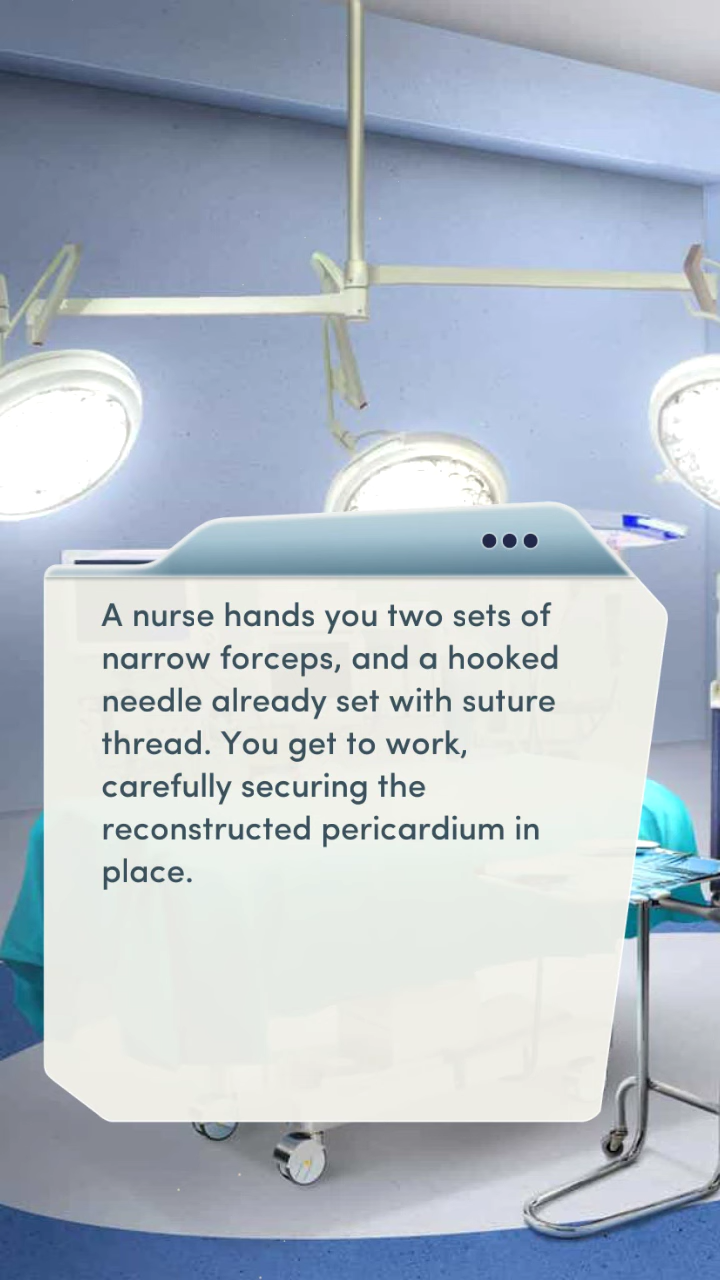 A nurse hands you two sets of
narrow forceps, and a hooked
needle already set with suture
thread. You get to work,
carefully securing the
reconstructed pericardium in
place.